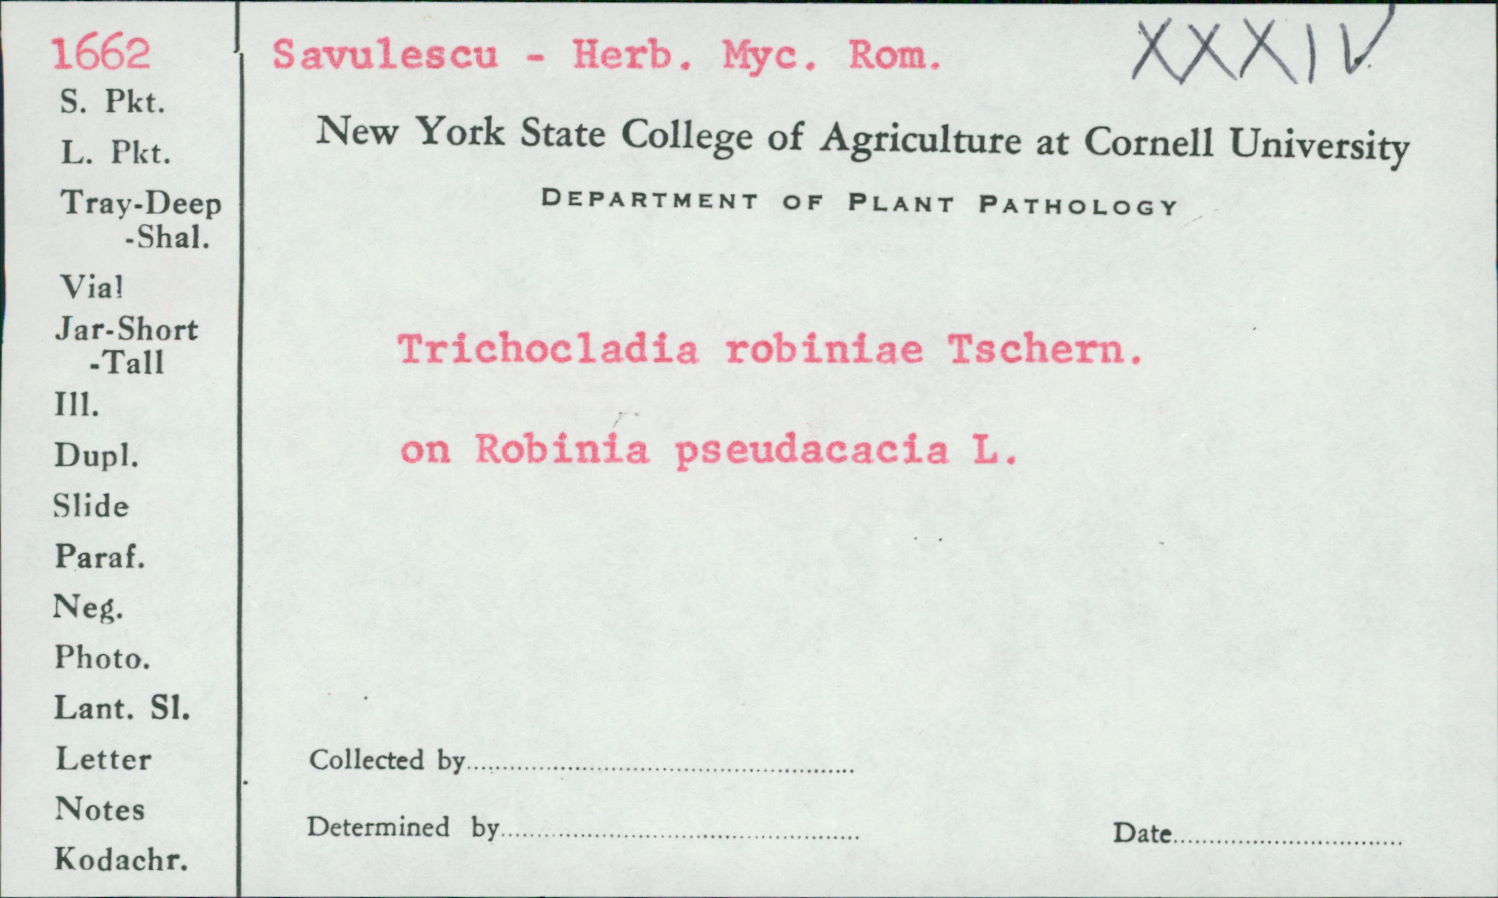 1662
Savulescu - Herb. Myc. Rom.
XXXIV
New York State College of Agriculture at Cornell University
DEPARTMENT OF PLANT PATHOLOGY
S. Pkt.
L. Pkt.
Tray-Deep
-Shal.
Vial
Jar-Short
-Tall
Ill.
Dupl.
Slide
Paraf.
Neg.
Photo.
Lant. Sl.
Letter
Notes
Kodachr.
Trichocladia robiniae Tschern.
on Robinia pseudacacia L.
Collected by
Determined by
Date